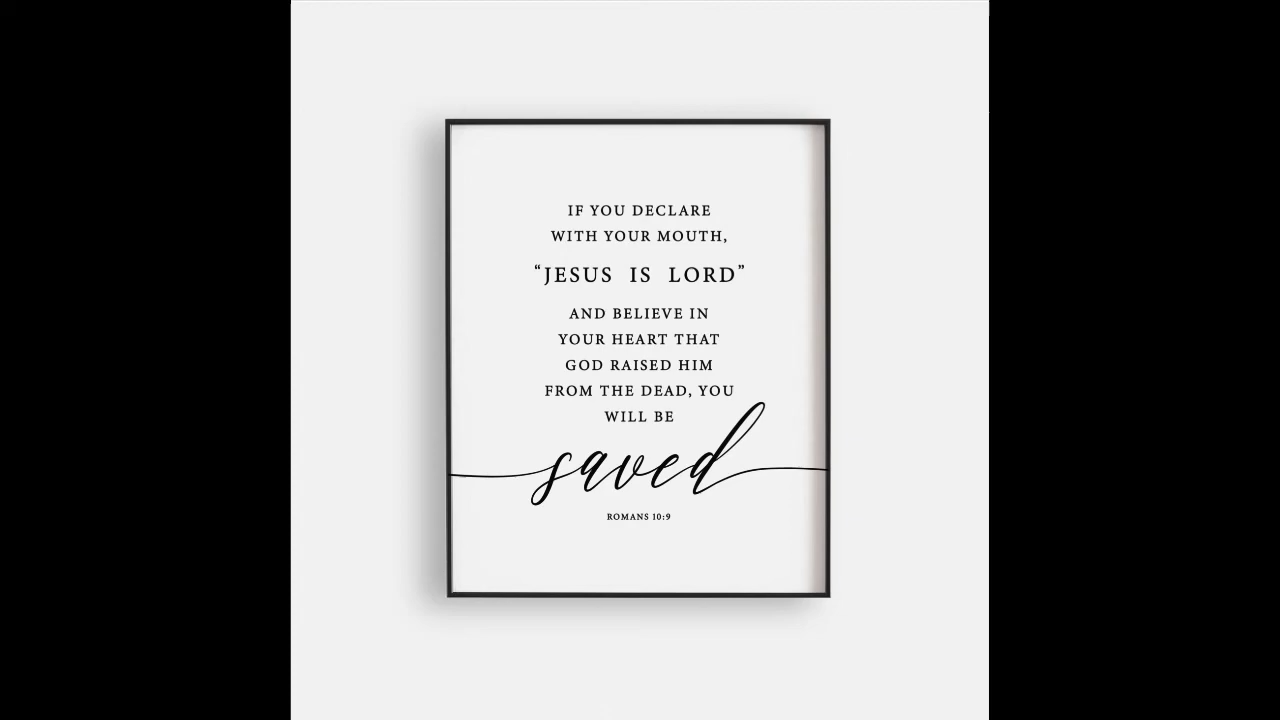 IF YOU DECLARE
WITH YOUR MOUTH,
“JESUS IS LORD”
AND BELIEVE IN
YOUR HEART THAT
GOD RAISED HIM
FROM THE DEAD, YOU
WILL BE
saved
ROMANS 10:9